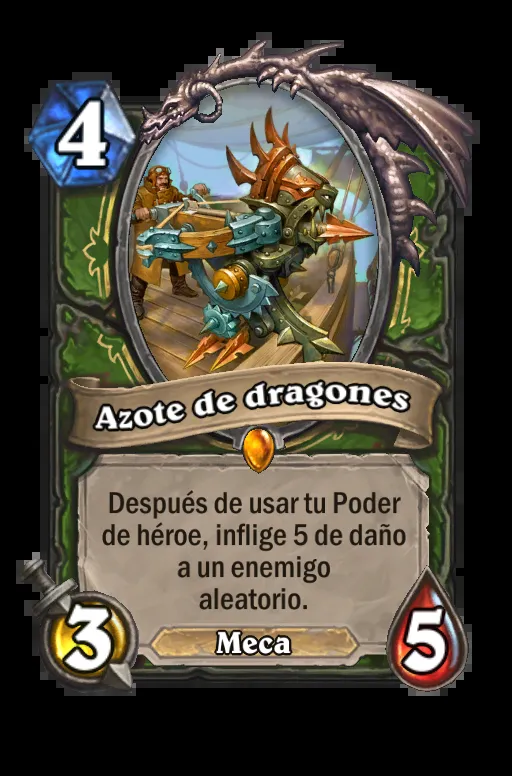 4
Azote de dragones
Después de usar tu Poder
de héroe, inflige 5 de daño
a un enemigo
aleatorio.
3
Meca
5